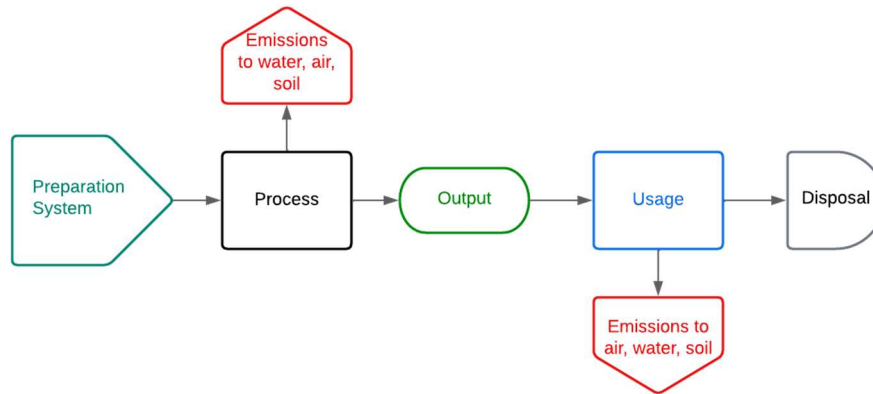 Emissions
to water, air,
soil
Preparation
System
Process
Output
Usage
Disposal
Emissions to
air, water, soil